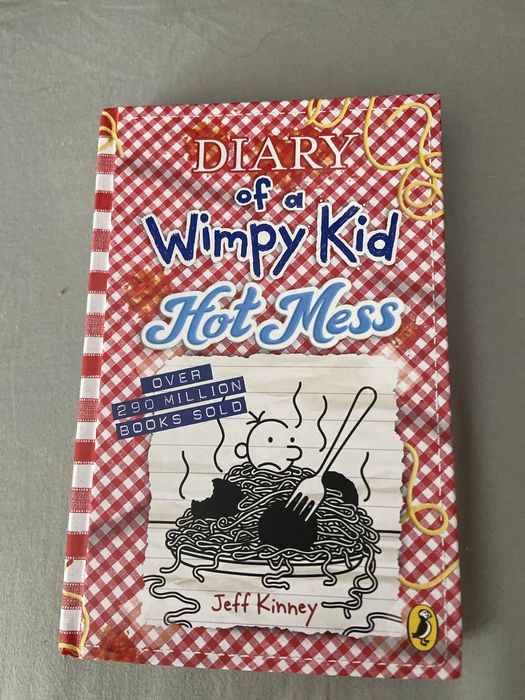 DIARY
of a
Wimpy Kid
Hot Mess
OVER
290 MILLION
BOOKS SOLD
Jeff Kinney